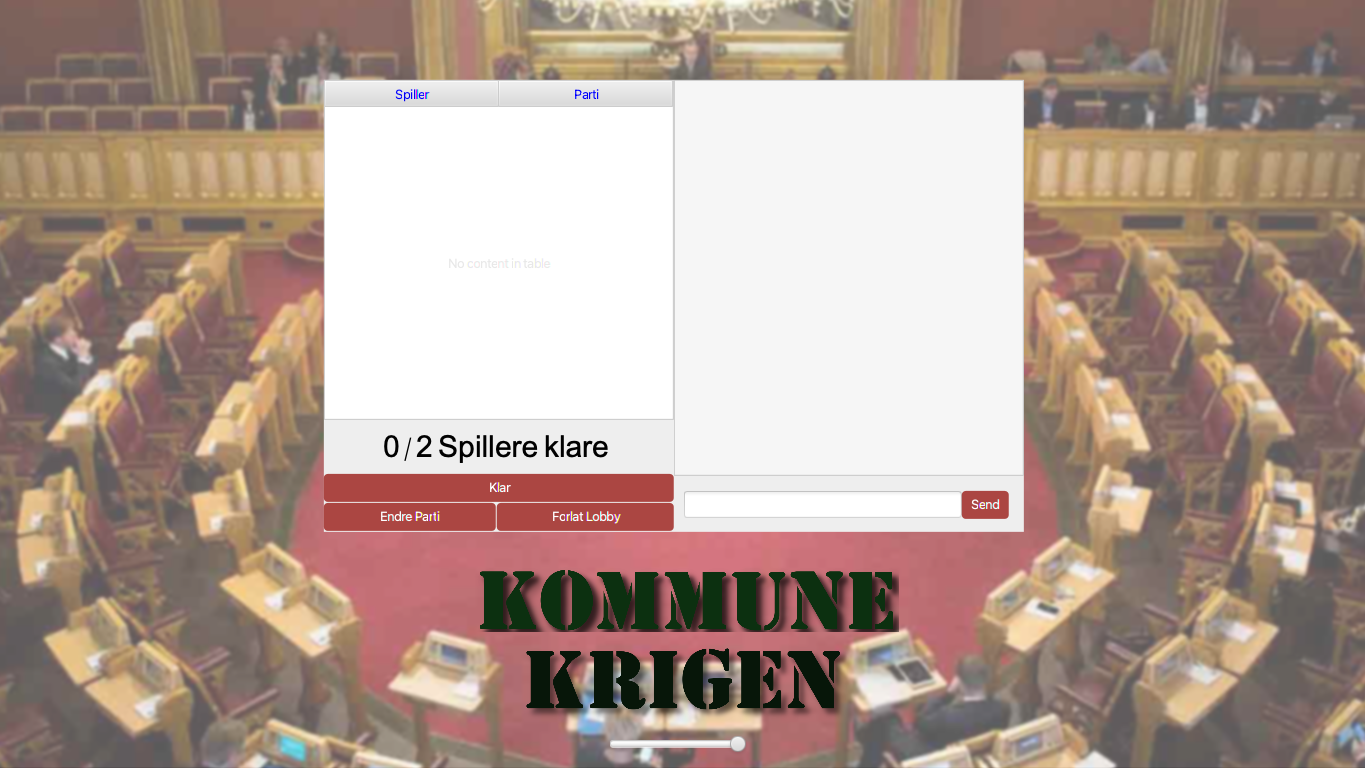 Spiller
Parti
No content in table
0 / 2 Spillere klare
Klar
Endre Parti
Forlat Lobby
Send
KOMMUNE
KRIGEN